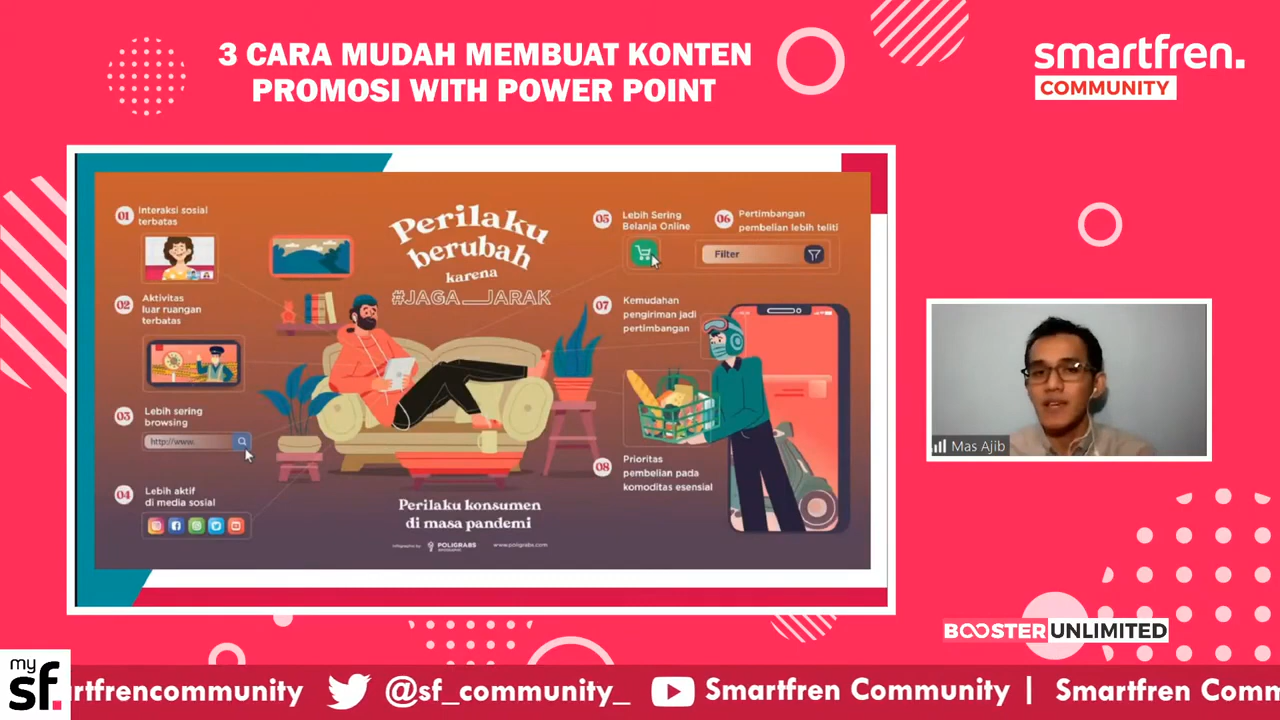 3 CARA MUDAH MEMBUAT KONTEN
PROMOSI WITH POWER POINT
smartfren.
COMMUNITY
Perilaku
berubah
karena
#JAGA__JARAK
01 Interaksi sosial
terbatas
02 Aktivitas
luar ruangan
terbatas
03 Lebih sering
browsing
http://www.
04 Lebih aktif
di media sosial
05 Lebih Sering
Belanja Online
06 Pertimbangan
pembelian lebih teliti
Filter
07 Kemudahan
pengiriman jadi
pertimbangan
08 Prioritas
pembelian pada
komoditas esensial
Perilaku konsumen
di masa pandemi
POLIGRABS
www.poligrabs.com
Mas Ajib
BOOSTER UNLIMITED
my
sf.
rtfrencommunity @sf_community_ Smartfren Community | Smartfren Comm